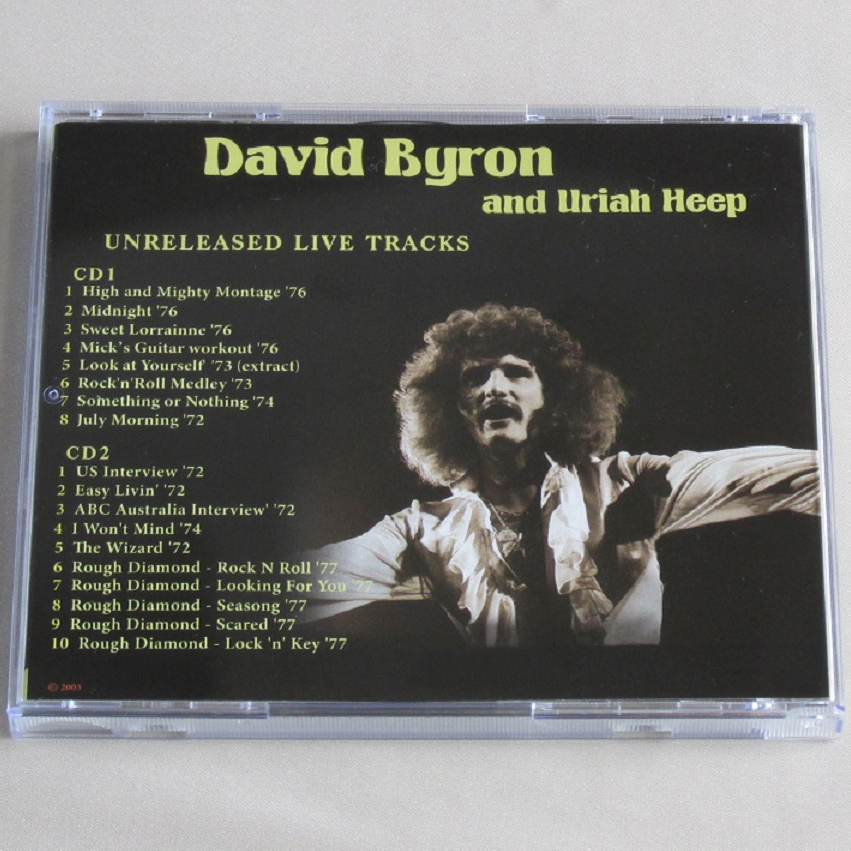 David Byron
and Uriah Heep
UNRELEASED LIVE TRACKS
CD1
1 High and Mighty Montage '76
2 Midnight '76
3 Sweet Lorrainne '76
4 Mick's Guitar workout '76
5 Look at Yourself '73 (extract)
6 Rock'n'Roll Medley '73
7 Something or Nothing '74
8 July Morning '72
CD2
1 US Interview '72
2 Easy Livin' '72
3 ABC Australia Interview' '72
4 I Won't Mind '74
5 The Wizard '72
6 Rough Diamond - Rock N Roll '77
7 Rough Diamond - Looking For You '77
8 Rough Diamond - Seasong '77
9 Rough Diamond - Scared '77
10 Rough Diamond - Lock 'n' Key '77
© 2003